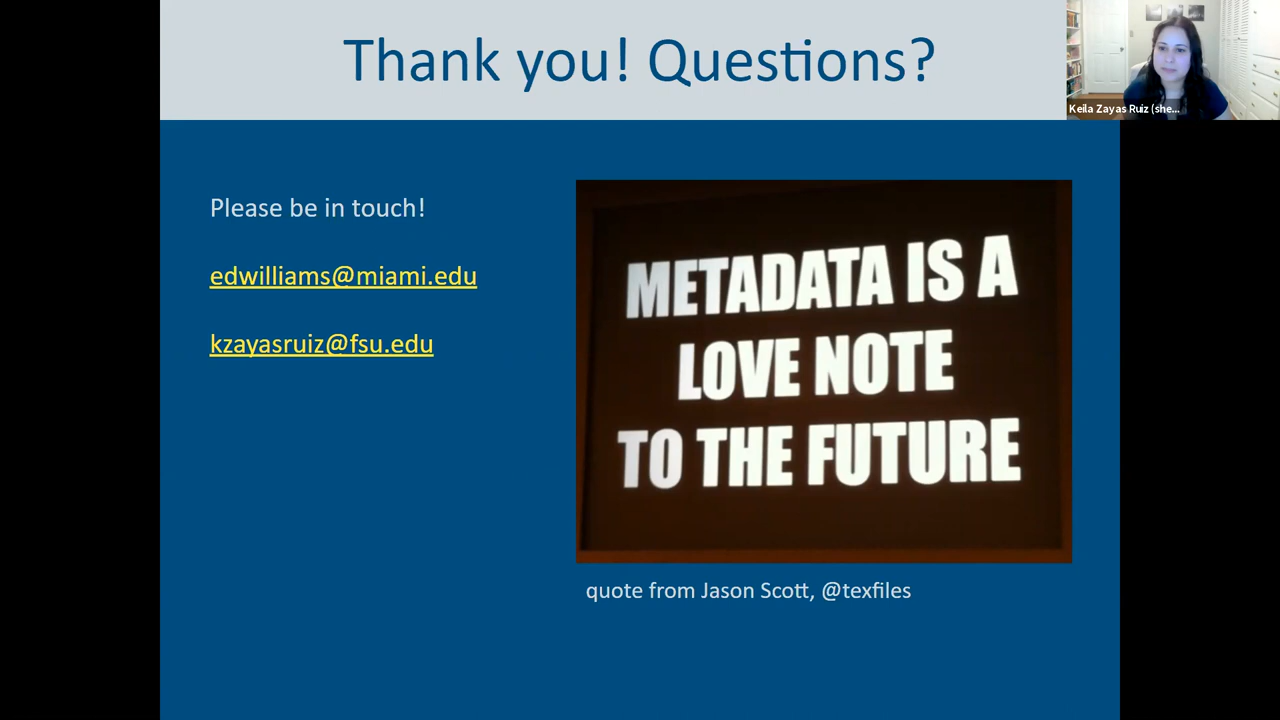 Thank you! Questions?
Keila Zayas Ruiz (she...
Please be in touch!
edwilliams@miami.edu
kzayasruiz@fsu.edu
METADATA IS A
LOVE NOTE
TO THE FUTURE
quote from Jason Scott, @texfiles